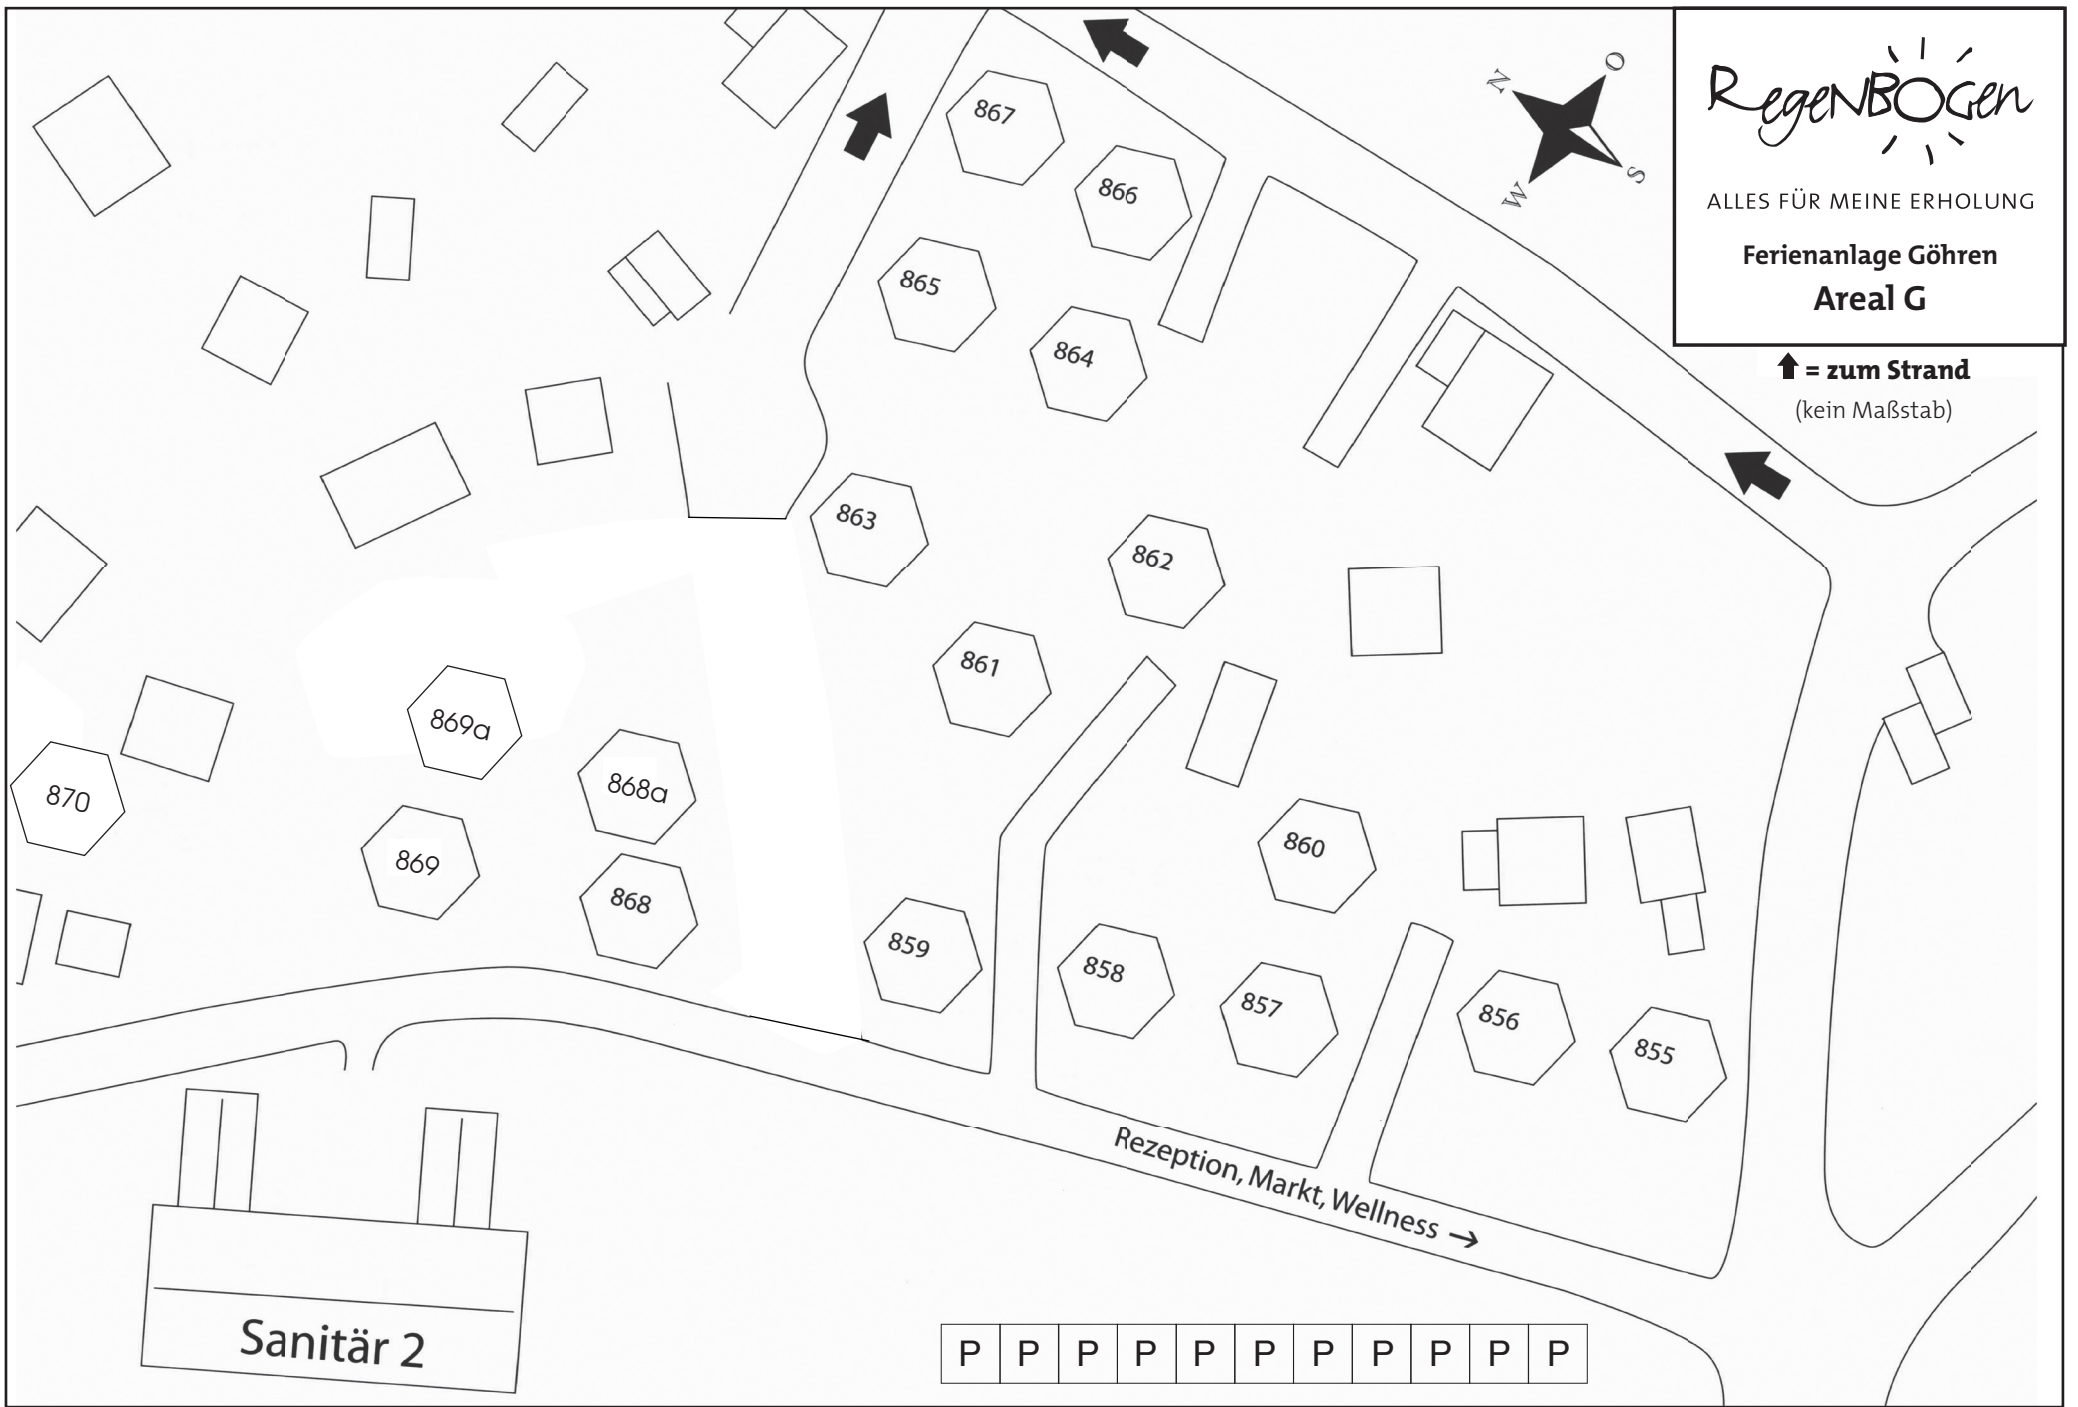 RegeNBOGen
ALLES FÜR MEINE ERHOLUNG
Ferienanlage Göhren
Areal G
= zum Strand
(kein Maßstab)
N
O
W
S
867
866
865
864
863
862
861
869a
868a
870
869
868
860
859
858
857
856
855
Rezeption, Markt, Wellness →
Sanitär 2
P P P P P P P P P P P